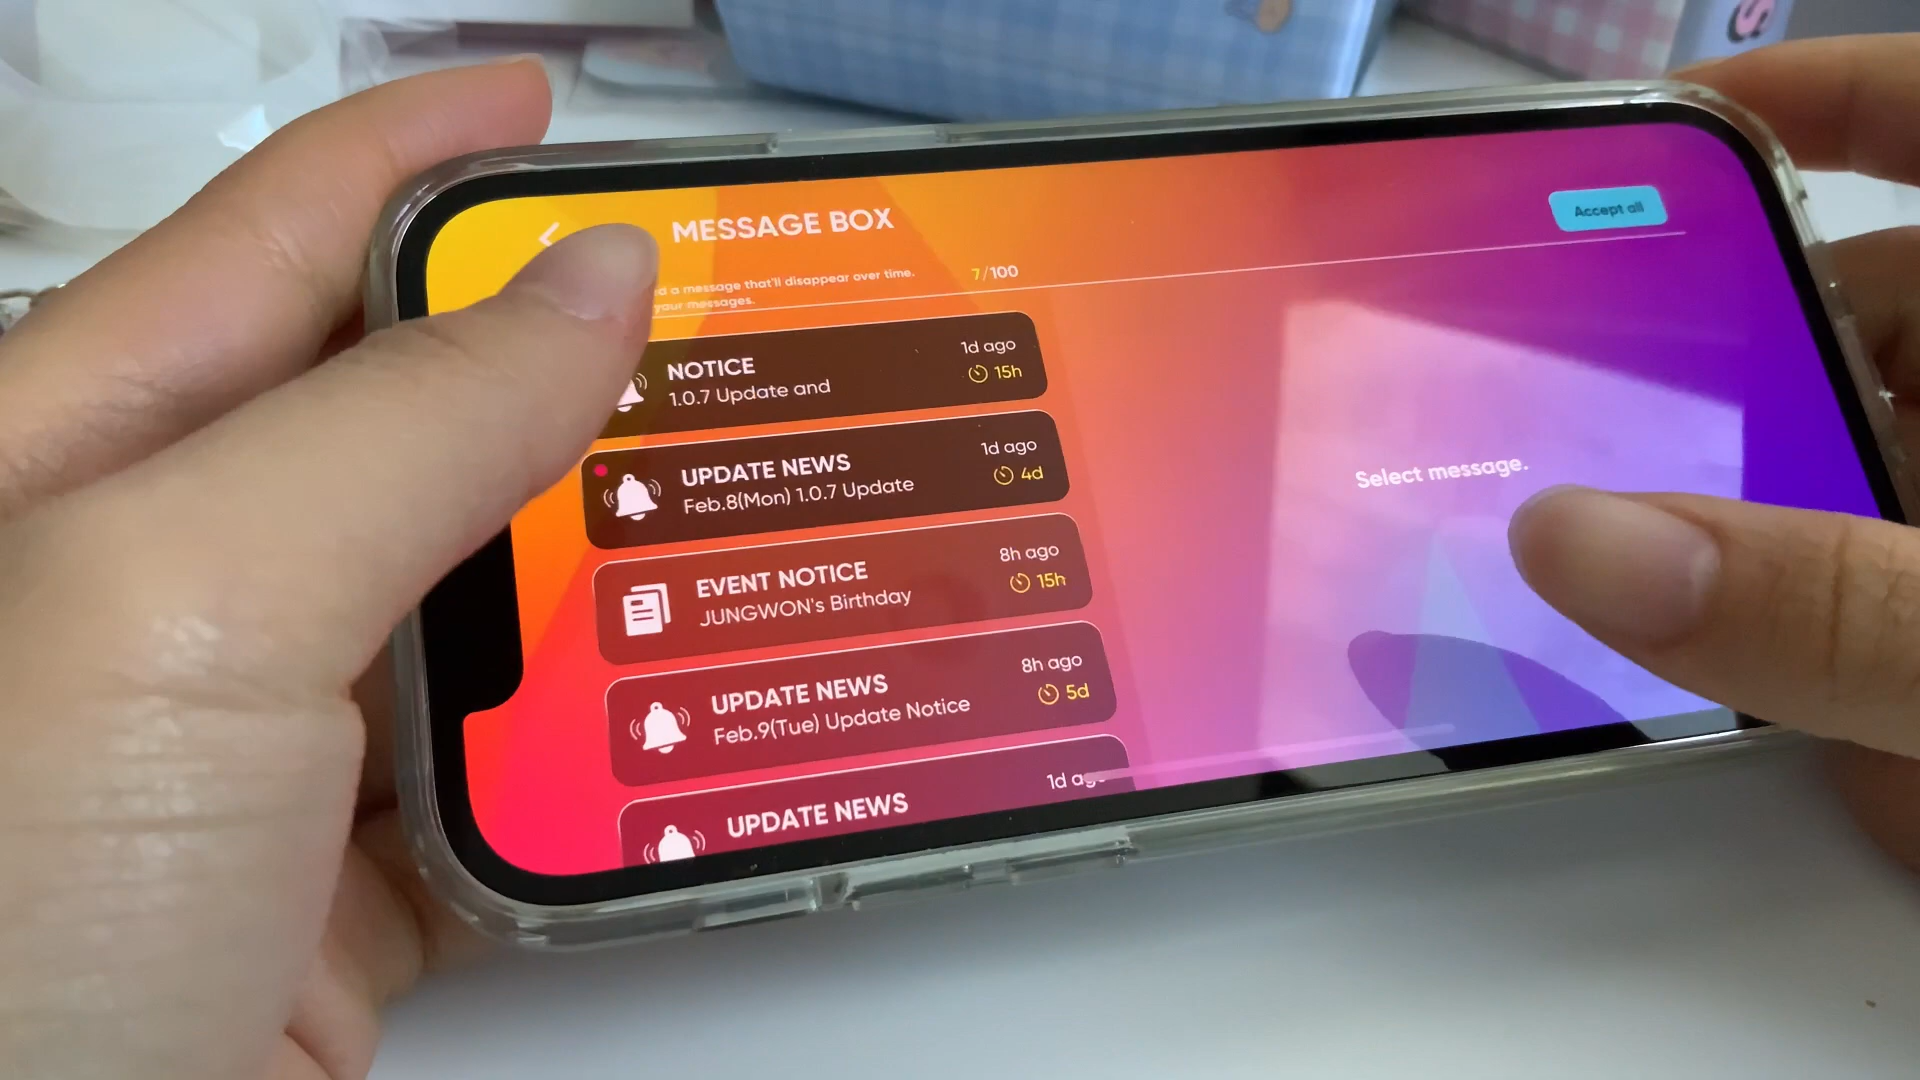 MESSAGE BOX
Accept all
a message that'll disappear over time.
7/100
your messages.
NOTICE
1d ago
1.0.7 Update and
15h
UPDATE NEWS
1d ago
Feb.8(Mon) 1.0.7 Update
4d
EVENT NOTICE
8h ago
JUNGWON's Birthday
15h
UPDATE NEWS
8h ago
Feb.9(Tue) Update Notice
5d
UPDATE NEWS
1d ago
Select message.
S